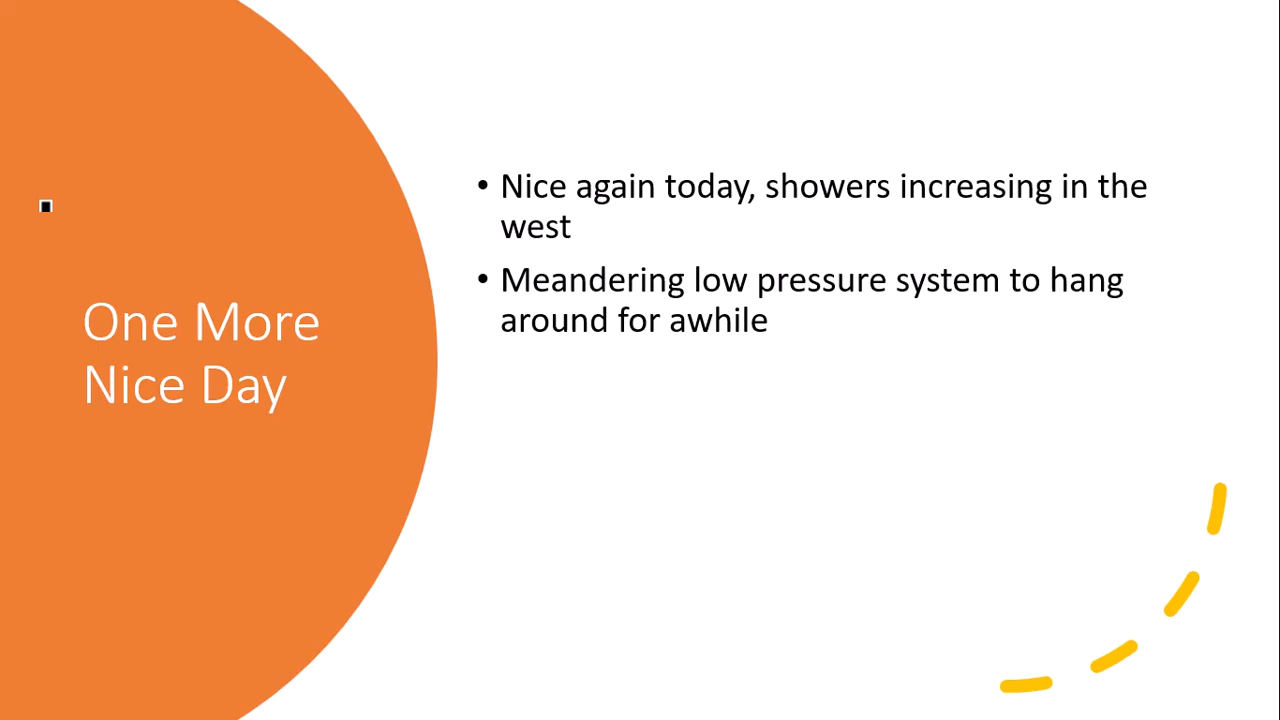 One More
Nice Day
• Nice again today, showers increasing in the
west
• Meandering low pressure system to hang
around for awhile